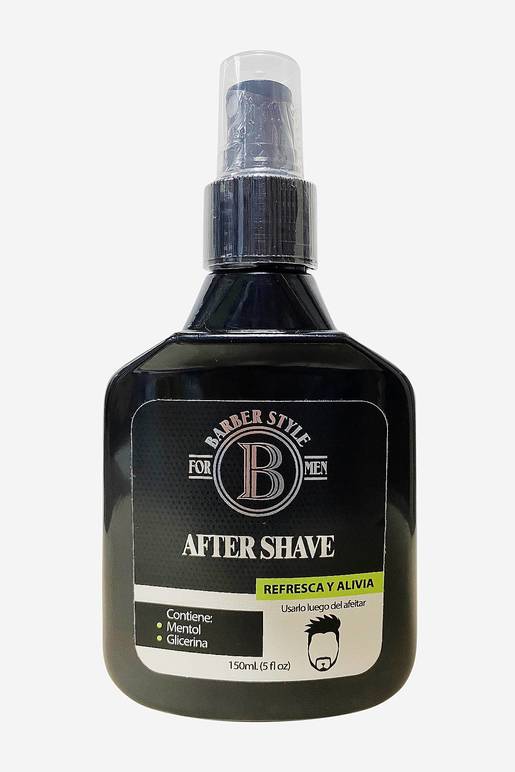 BARBER STYLE
FOR B MEN
AFTER SHAVE
REFRESCA Y ALIVIA
Usarlo luego del afeitar
Contiene:
• Mentol
• Glicerina
150ml. (5 fl oz)